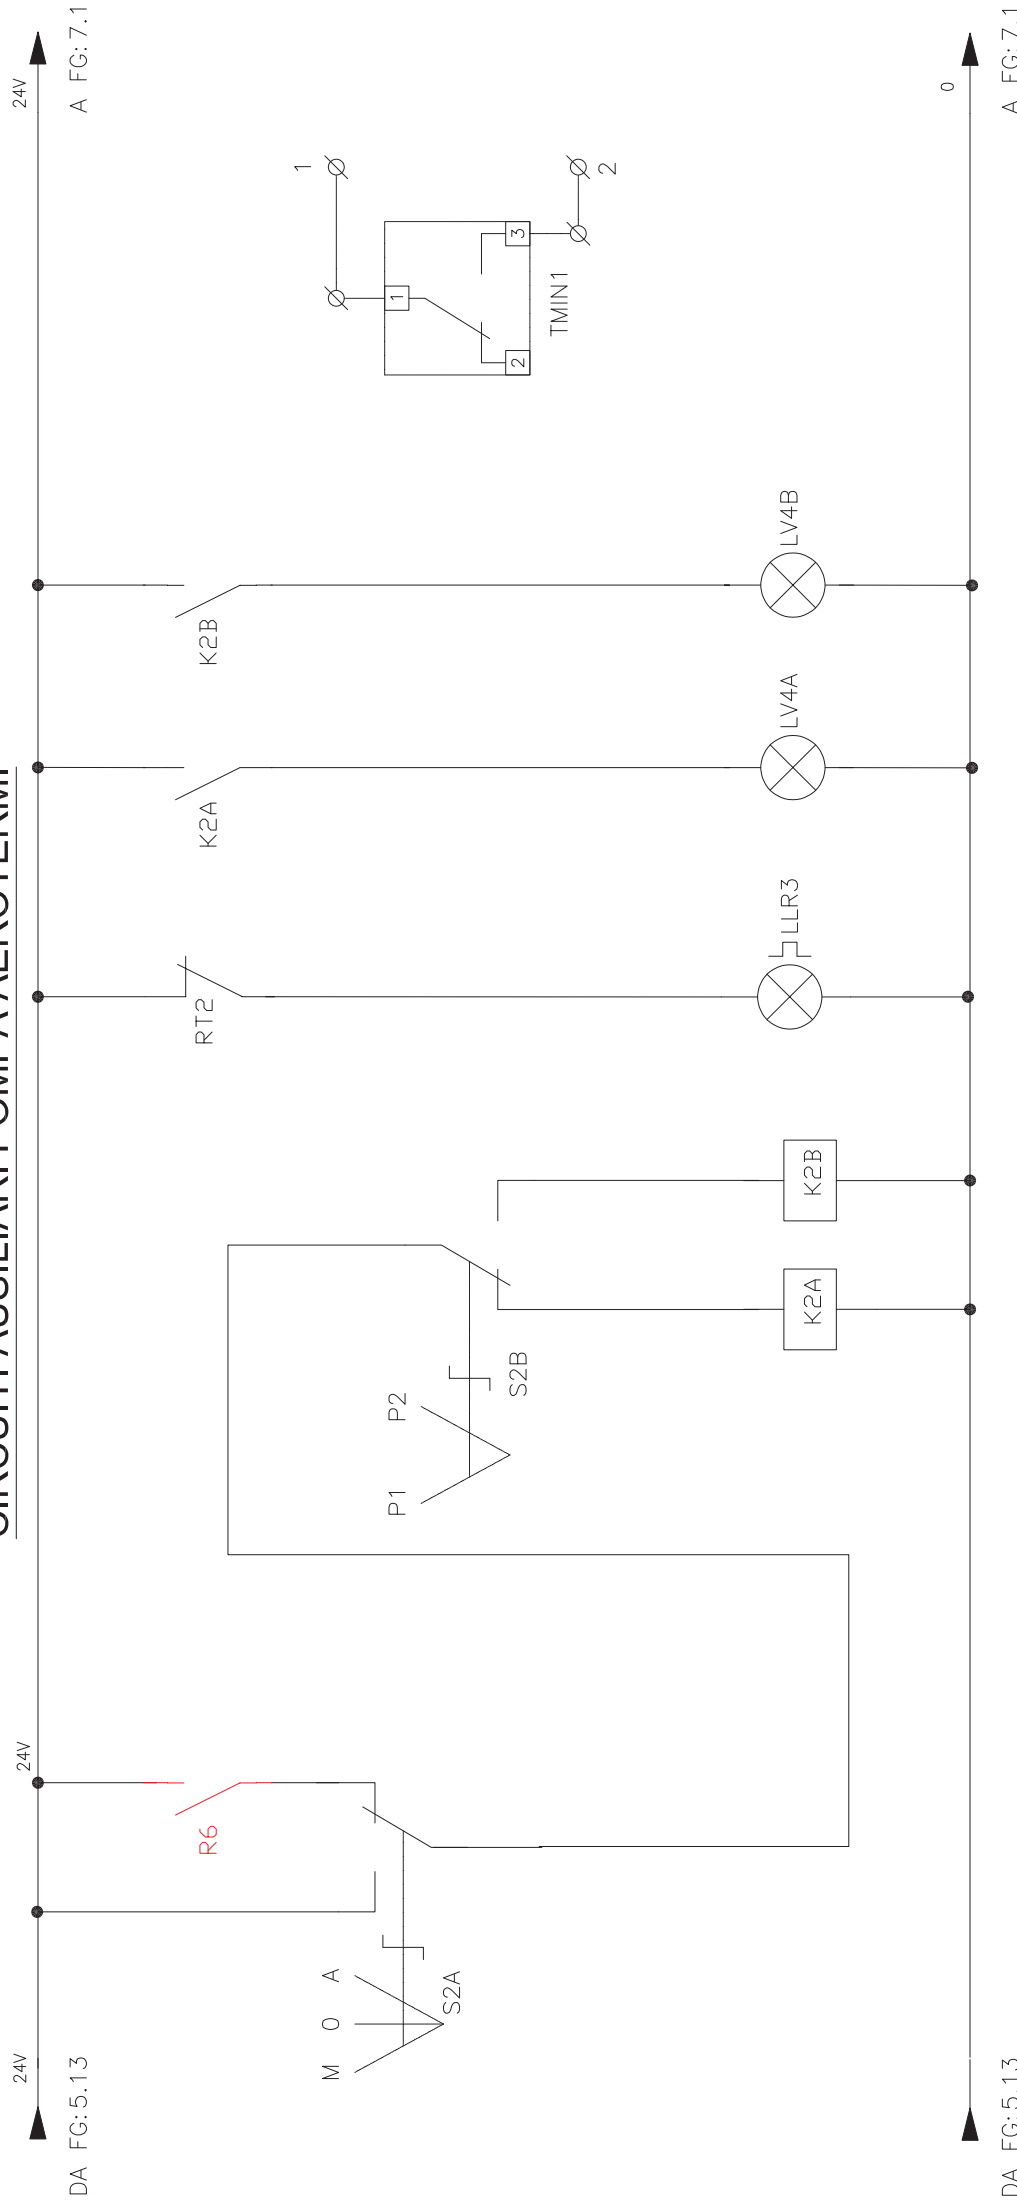 CIRCUITI AUSILIARI POMPA AEROTERMI
24V
24V
24V
DA FG:5.13
A FG:7.1
R6
RT2
K2A
K2B
1
M O A
S2A
P1 P2
S2B
1
2
3
TMIN1
2
K2A
K2B
LLR3
LV4A
LV4B
0
DA FG:5.13
A FG:7.1